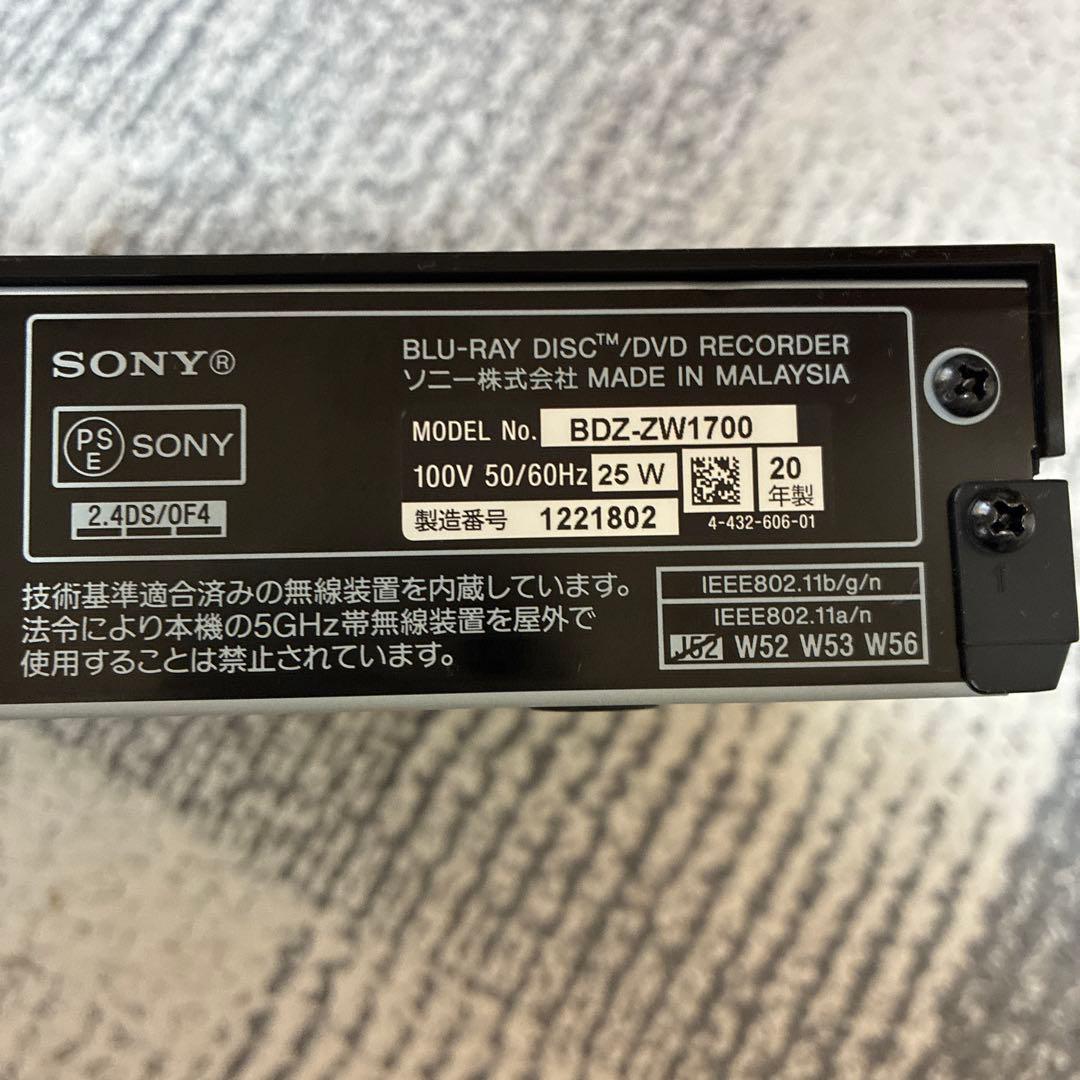 SONY®
PSE SONY
2.4DS/OF4
BLU-RAY DISC™/DVD RECORDER
ソニー株式会社 MADE IN MALAYSIA
MODEL No. BDZ-ZW1700
100V 50/60Hz 25 W
20年製
製造番号 1221802
4-432-606-01
技術基準適合済みの無線装置を内蔵しています。
法令により本機の5GHz帯無線装置を屋外で
使用することは禁止されています。
IEEE802.11b/g/n
IEEE802.11a/n
J52 W52 W53 W56